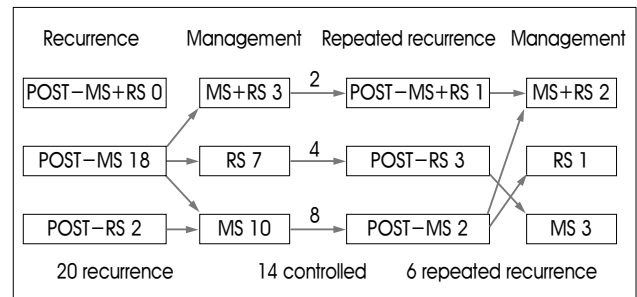 Recurrence Management Repeated recurrence Management
2
POST−MS+RS 0 MS+RS 3 POST−MS+RS 1 MS+RS 2
4
POST−MS 18 RS 7 POST−RS 3 RS 1
8
POST−RS 2 MS 10 POST−MS 2 MS 3
20 recurrence 14 controlled 6 repeated recurrence